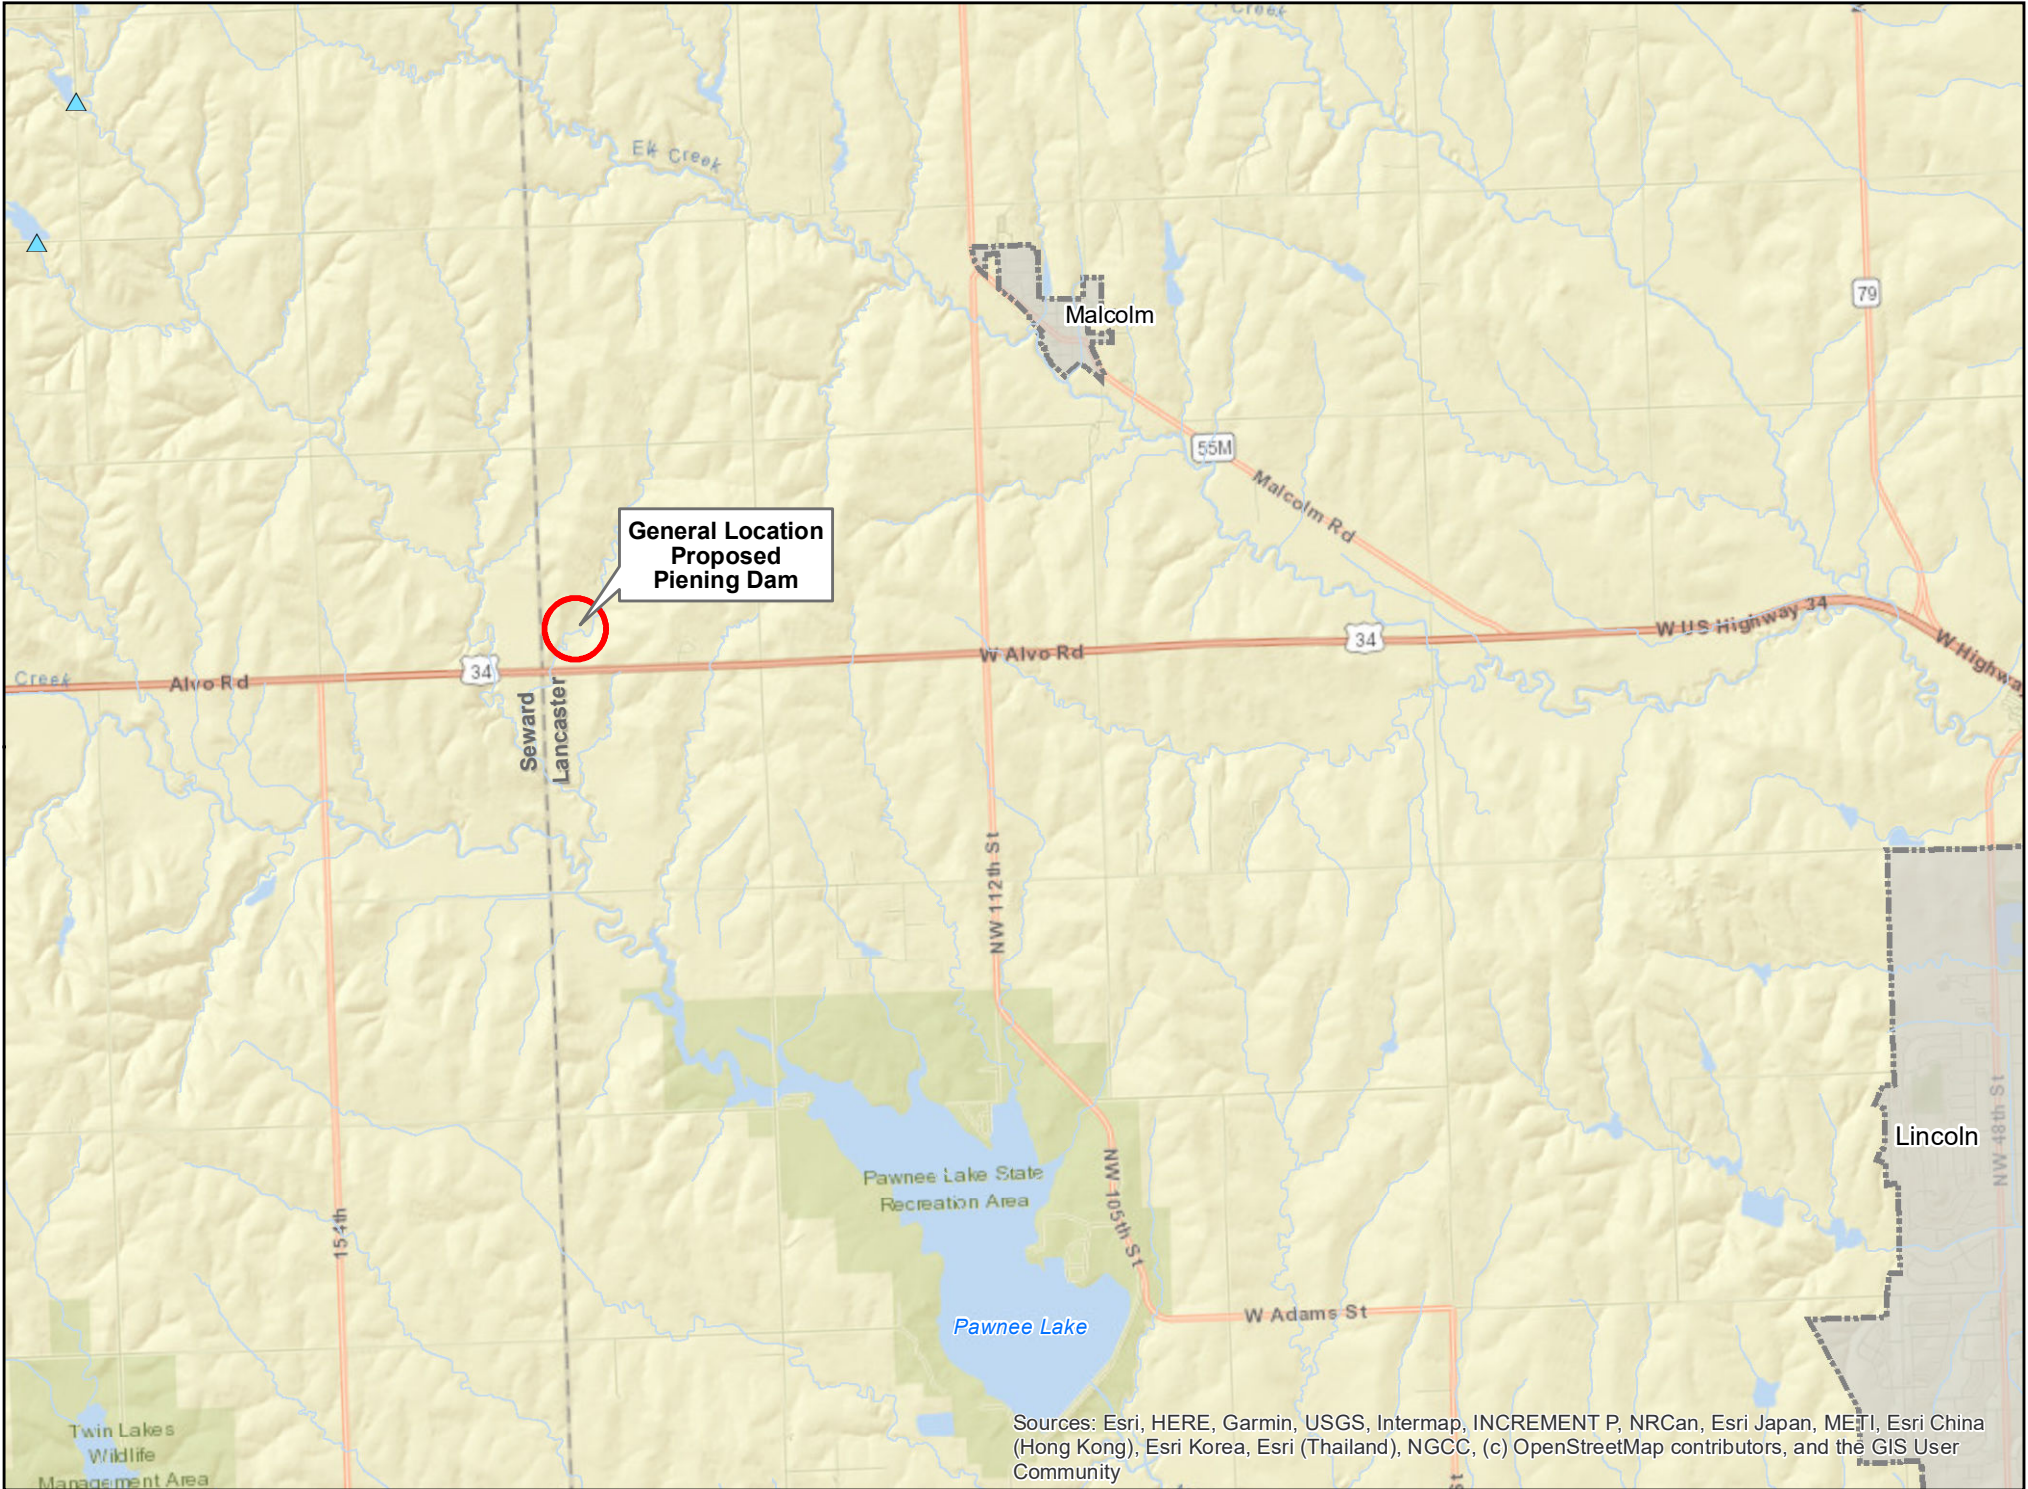 Creek
Elk Creek
Malcolm
79
55M
Malcolm Rd
General Location
Proposed
Piening Dam
34
W US Highway 34
W Alvo Rd
34
Creek
Alvo Rd
Seward
Lancaster
NW 112th St
NW 48th St
Lincoln
Pawnee Lake State
Recreation Area
NW 105th St
154th
W Adams St
Pawnee Lake
Twin Lakes
Wildlife
Management Area
Sources: Esri, HERE, Garmin, USGS, Intermap, INCREMENT P, NRCan, Esri Japan, METI, Esri China
(Hong Kong), Esri Korea, Esri (Thailand), NGCC, (c) OpenStreetMap contributors, and the GIS User
Community